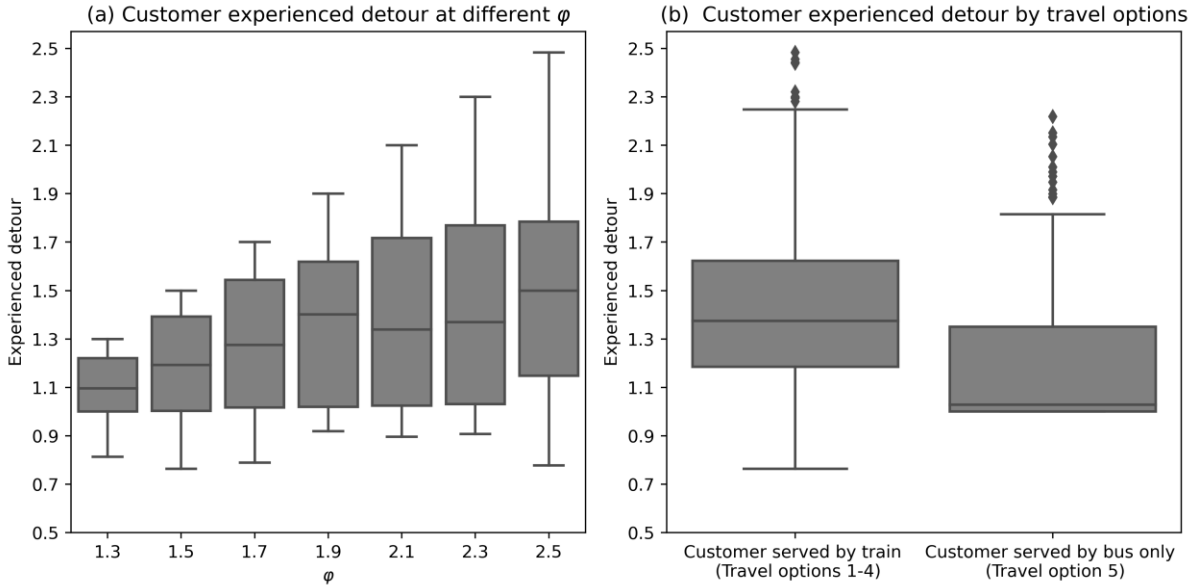 (a) Customer experienced detour at different φ
Experienced detour
2.5
2.3
2.1
1.9
1.7
1.5
1.3
1.1
0.9
0.7
0.5
1.3 1.5 1.7 1.9 2.1 2.3 2.5
φ
(b) Customer experienced detour by travel options
Experienced detour
2.5
2.3
2.1
1.9
1.7
1.5
1.3
1.1
0.9
0.7
0.5
Customer served by train
(Travel options 1-4)
Customer served by bus only
(Travel option 5)